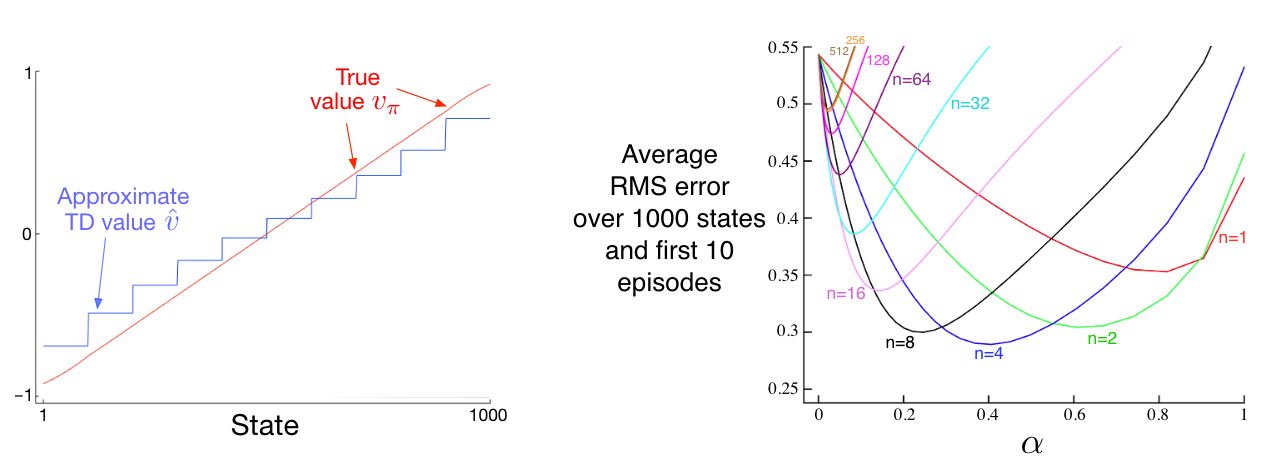 1
0
−1
1
1000
State
True
value vπ
Approximate
TD value v̂
Average
RMS error
over 1000 states
and first 10
episodes
0.55
0.5
0.45
0.4
0.35
0.3
0.25
0
0.2
0.4
0.6
0.8
1
α
256
512
128
n=64
n=32
n=16
n=8
n=4
n=2
n=1